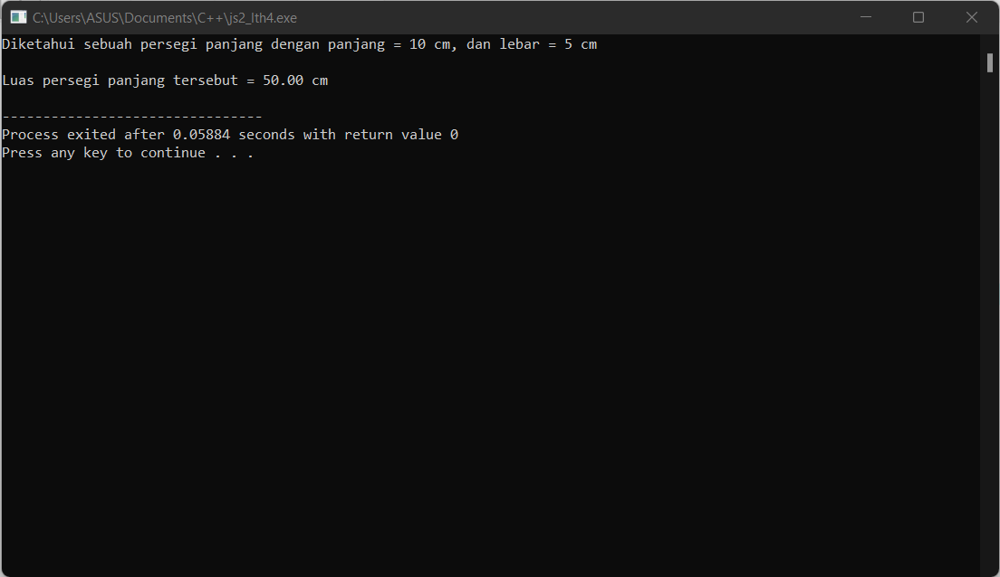 C:\Users\ASUS\Documents\C++\js2_lth4.exe
Diketahui sebuah persegi panjang dengan panjang = 10 cm, dan lebar = 5 cm
Luas persegi panjang tersebut = 50.00 cm
--------------------------------
Process exited after 0.05884 seconds with return value 0
Press any key to continue . . .